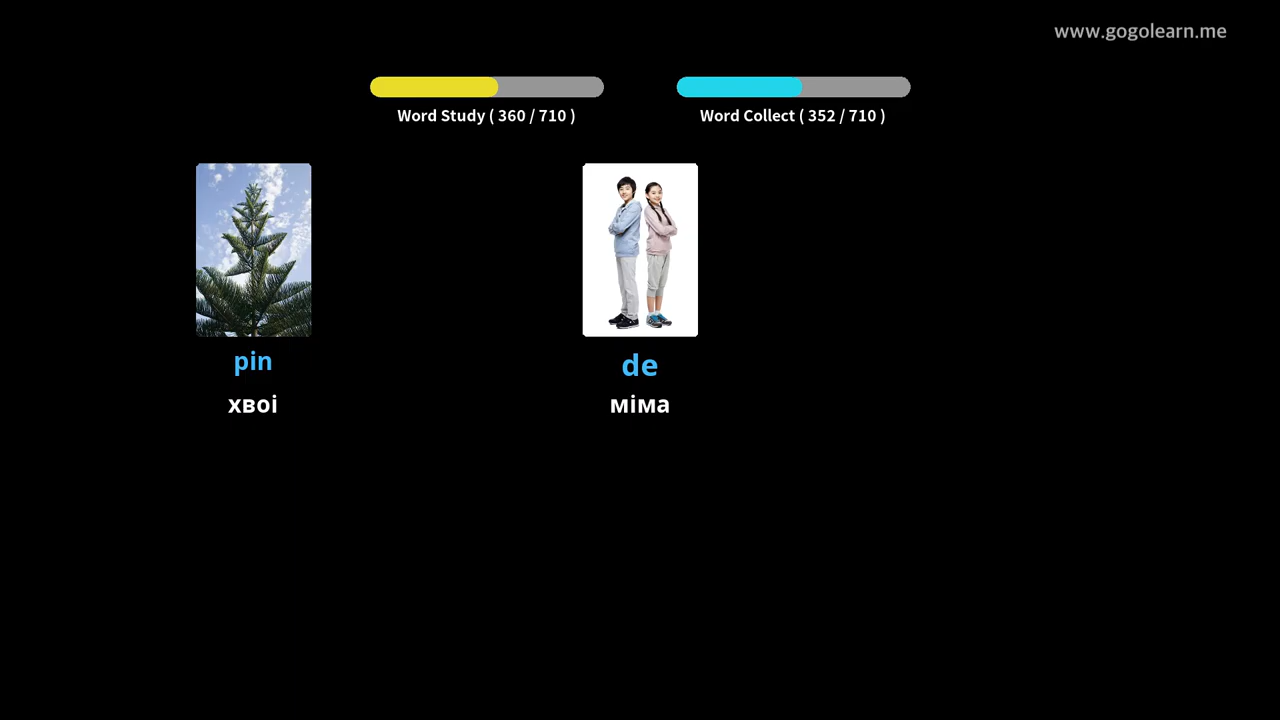 www.gogolearn.me
Word Study ( 360 / 710 )
Word Collect ( 352 / 710 )
pin
хвоі
de
міма